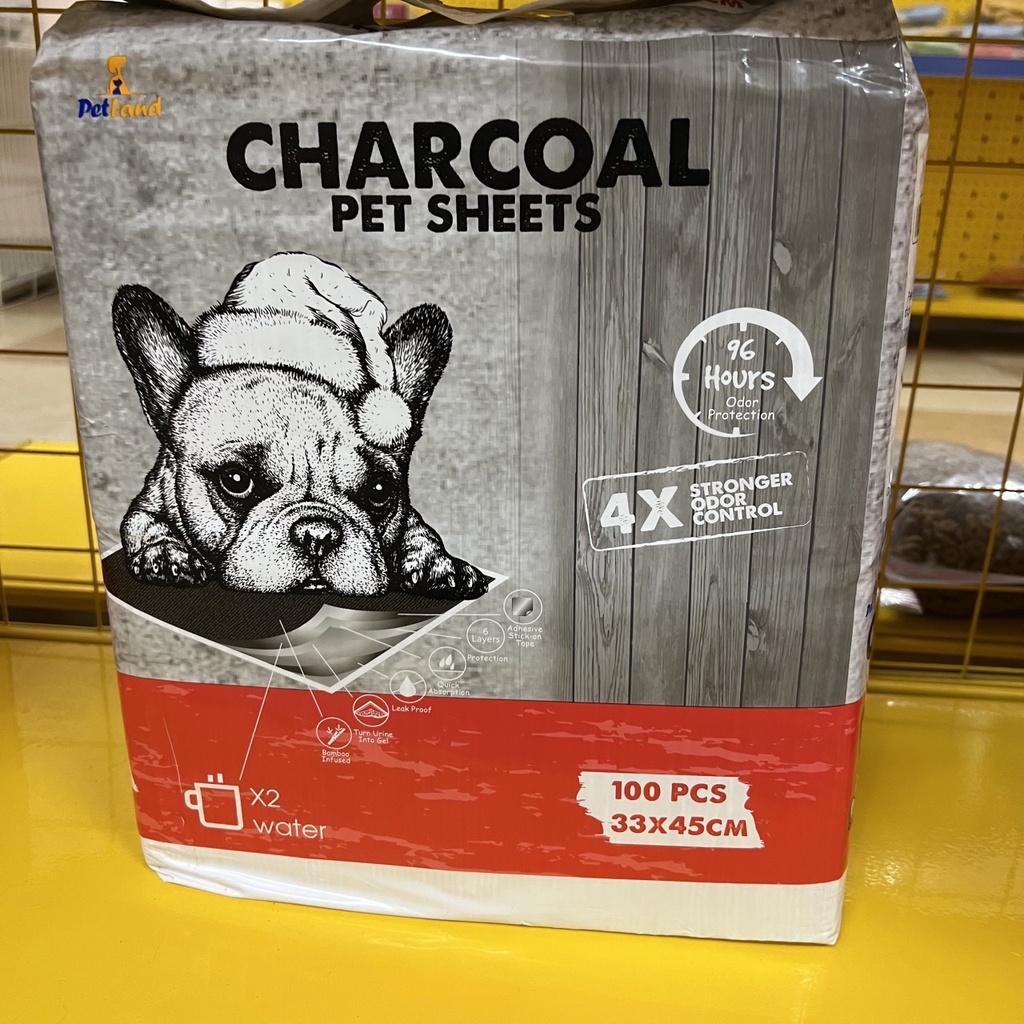 PetLand
CHARCOAL
PET SHEETS
96
Hours
Odor
Protection
4X
STRONGER
ODOR
CONTROL
Adhesive
Stick-on
Tape
6
Layers
Protection
Quick
Absorption
Leak Proof
Turn Urine
Into Gel
Bamboo
Infused
X2
water
100 PCS
33X45CM